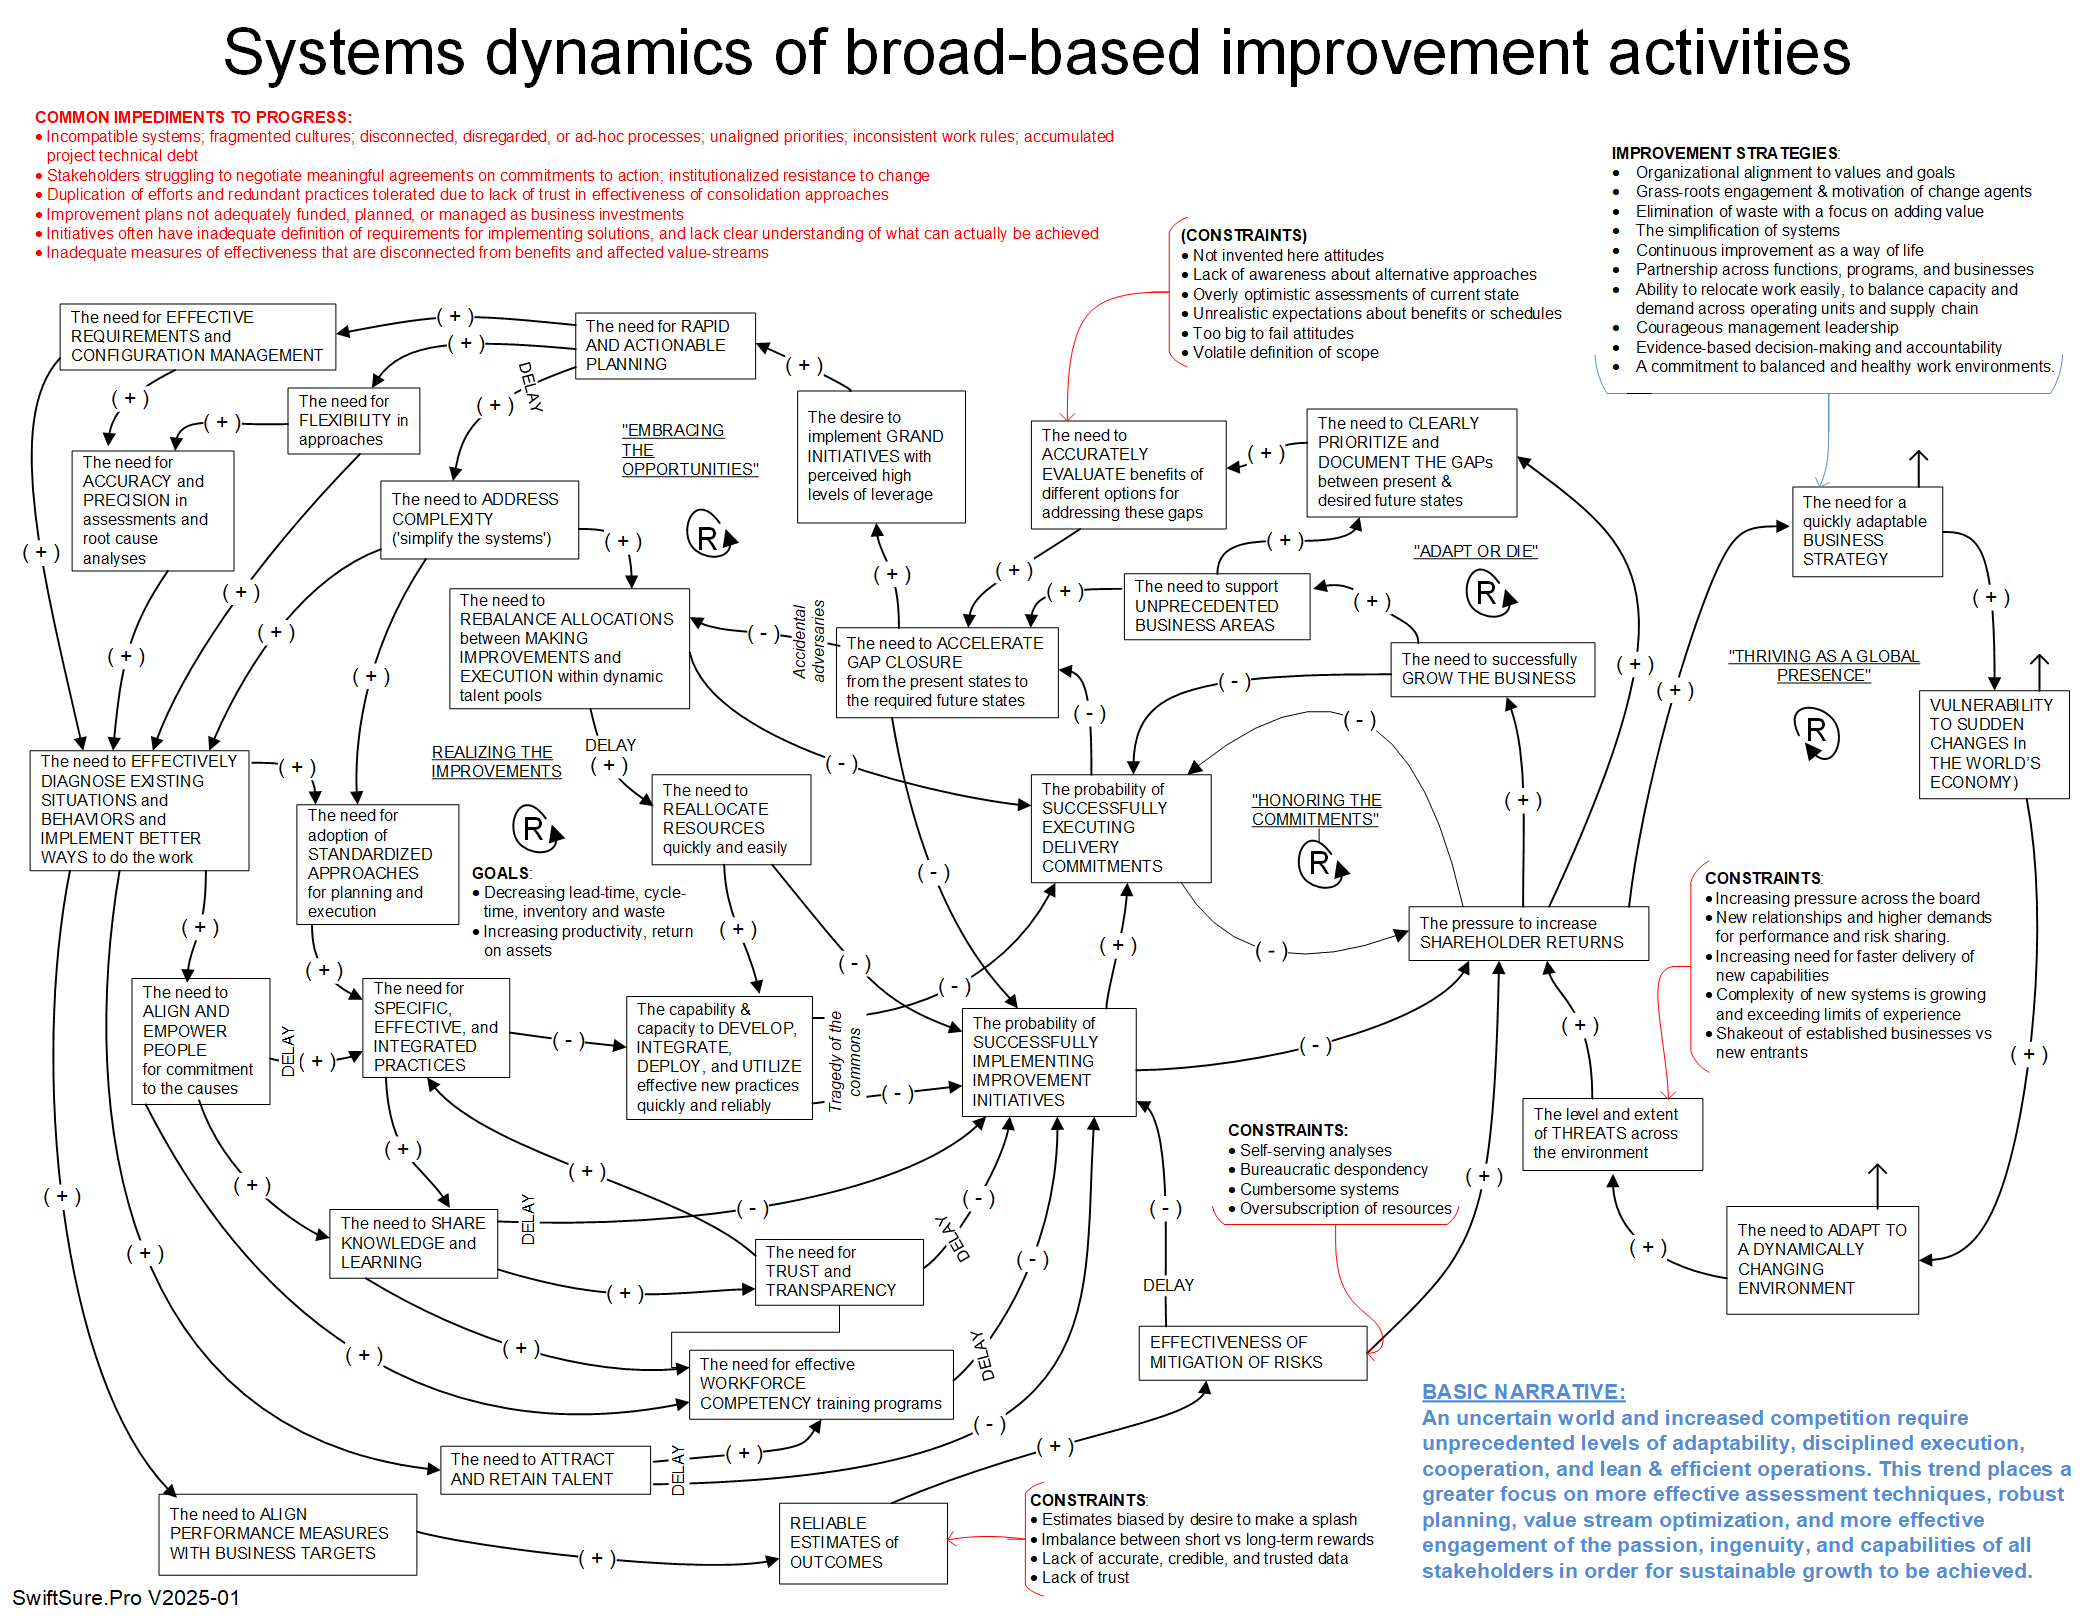 Systems dynamics of broad-based improvement activities
COMMON IMPEDIMENTS TO PROGRESS:
• Incompatible systems; fragmented cultures; disconnected, disregarded, or ad-hoc processes; unaligned priorities; inconsistent work rules; accumulated
project technical debt
• Stakeholders struggling to negotiate meaningful agreements on commitments to action; institutionalized resistance to change
• Duplication of efforts and redundant practices tolerated due to lack of trust in effectiveness of consolidation approaches
• Improvement plans not adequately funded, planned, or managed as business investments
• Initiatives often have inadequate definition of requirements for implementing solutions, and lack clear understanding of what can actually be achieved
• Inadequate measures of effectiveness that are disconnected from benefits and affected value-streams
IMPROVEMENT STRATEGIES:
• Organizational alignment to values and goals
• Grass-roots engagement & motivation of change agents
• Elimination of waste with a focus on adding value
• The simplification of systems
• Continuous improvement as a way of life
• Partnership across functions, programs, and businesses
• Ability to relocate work easily, to balance capacity and
demand across operating units and supply chain
• Courageous management leadership
• Evidence-based decision-making and accountability
• A commitment to balanced and healthy work environments.
(CONSTRAINTS)
• Not invented here attitudes
• Lack of awareness about alternative approaches
• Overly optimistic assessments of current state
• Unrealistic expectations about benefits or schedules
• Too big to fail attitudes
• Volatile definition of scope
The need for EFFECTIVE
REQUIREMENTS and
CONFIGURATION MANAGEMENT
( + )
( + )
The need for RAPID
AND ACTIONABLE
PLANNING
( + )
DELAY
( + )
( + )
( + )
The need for
FLEXIBILITY in
approaches
The need for
ACCURACY and
PRECISION in
assessments and
root cause
analyses
The need to ADDRESS
COMPLEXITY
('simplify the systems')
"EMBRACING
THE
OPPORTUNITIES"
R
The desire to
implement GRAND
INITIATIVES with
perceived high
levels of leverage
The need to
ACCURATELY
EVALUATE benefits of
different options for
addressing these gaps
( + )
The need to CLEARLY
PRIORITIZE and
DOCUMENT THE GAPs
between present &
desired future states
The need for a
quickly adaptable
BUSINESS
STRATEGY
( + )
( + )
( + )
( + )
( + )
( + )
"ADAPT OR DIE"
R
( + )
( + )
( + )
( + )
( + )
The need to
REBALANCE ALLOCATIONS
between MAKING
IMPROVEMENTS and
EXECUTION within dynamic
talent pools
( - )
Accidental
adversaries
The need to ACCELERATE
GAP CLOSURE
from the present states to
the required future states
The need to support
UNPRECEDENTED
BUSINESS AREAS
The need to successfully
GROW THE BUSINESS
( + )
( + )
( + )
( + )
"THRIVING AS A GLOBAL
PRESENCE"
R
VULNERABILITY
TO SUDDEN
CHANGES In
THE WORLD'S
ECONOMY)
( - )
( - )
( - )
( - )
DELAY
( + )
REALIZING THE
IMPROVEMENTS
R
The need to EFFECTIVELY
DIAGNOSE EXISTING
SITUATIONS and
BEHAVIORS and
IMPLEMENT BETTER
WAYS to do the work
( + )
The need for
adoption of
STANDARDIZED
APPROACHES
for planning and
execution
GOALS:
• Decreasing lead-time, cycle-
time, inventory and waste
• Increasing productivity, return
on assets
The need to
REALLOCATE
RESOURCES
quickly and easily
The probability of
SUCCESSFULLY
EXECUTING
DELIVERY
COMMITMENTS
"HONORING THE
COMMITMENTS"
R
( + )
The pressure to increase
SHAREHOLDER RETURNS
CONSTRAINTS:
• Increasing pressure across the board
• New relationships and higher demands
for performance and risk sharing.
• Increasing need for faster delivery of
new capabilities
• Complexity of new systems is growing
and exceeding limits of experience
• Shakeout of established businesses vs
new entrants
( - )
( + )
( + )
( + )
( - )
( - )
( + )
( - )
( + )
( + )
The need to
ALIGN AND
EMPOWER
PEOPLE
for commitment
to the causes
DELAY
( + )
The need for
SPECIFIC,
EFFECTIVE, and
INTEGRATED
PRACTICES
( - )
The capability &
capacity to DEVELOP,
INTEGRATE,
DEPLOY, and UTILIZE
effective new practices
quickly and reliably
Tragedy of the
commons
( - )
The probability of
SUCCESSFULLY
IMPLEMENTING
IMPROVEMENT
INITIATIVES
( - )
The level and extent
of THREATS across
the environment
CONSTRAINTS:
• Self-serving analyses
• Bureaucratic despondency
• Cumbersome systems
• Oversubscription of resources
( + )
( + )
( + )
( + )
( + )
( - )
( - )
( - )
( + )
The need to SHARE
KNOWLEDGE and
LEARNING
DELAY
The need for
TRUST and
TRANSPARENCY
DELAY
( - )
DELAY
( + )
The need to ADAPT TO
A DYNAMICALLY
CHANGING
ENVIRONMENT
( + )
( + )
( + )
( + )
EFFECTIVENESS OF
MITIGATION OF RISKS
The need for effective
WORKFORCE
COMPETENCY training programs
DELAY
( - )
The need to ATTRACT
AND RETAIN TALENT
DELAY
( + )
( + )
The need to ALIGN
PERFORMANCE MEASURES
WITH BUSINESS TARGETS
( + )
RELIABLE
ESTIMATES of
OUTCOMES
CONSTRAINTS:
• Estimates biased by desire to make a splash
• Imbalance between short vs long-term rewards
• Lack of accurate, credible, and trusted data
• Lack of trust
BASIC NARRATIVE:
An uncertain world and increased competition require
unprecedented levels of adaptability, disciplined execution,
cooperation, and lean & efficient operations. This trend places a
greater focus on more effective assessment techniques, robust
planning, value stream optimization, and more effective
engagement of the passion, ingenuity, and capabilities of all
stakeholders in order for sustainable growth to be achieved.
SwiftSure.Pro V2025-01